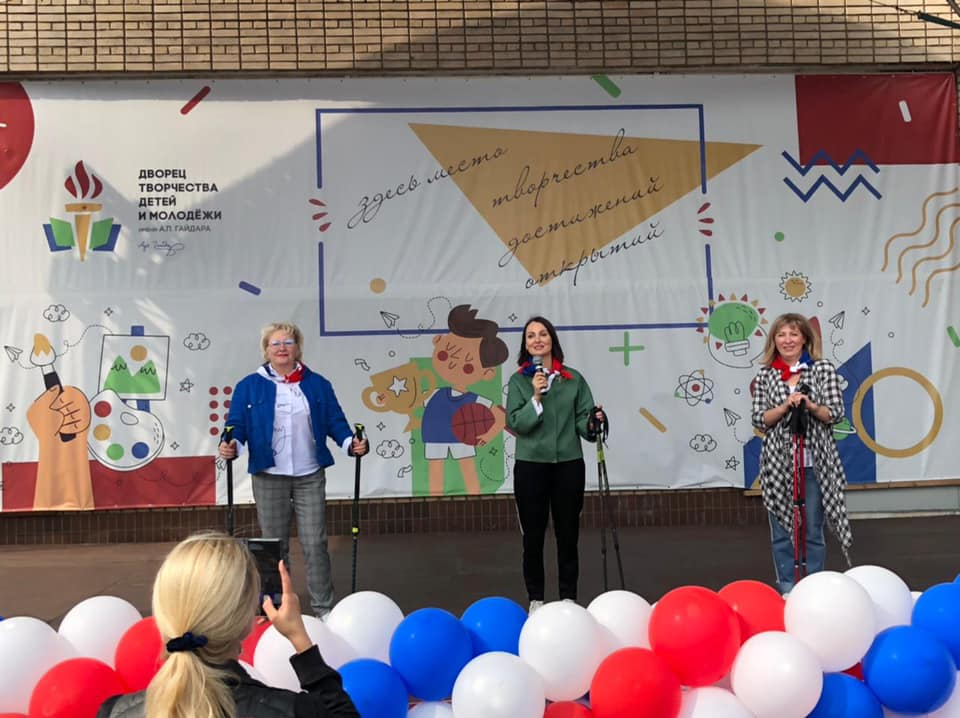 ДВОРЕЦ
ТВОРЧЕСТВА
ДЕТЕЙ
И МОЛОДЁЖИ
имени А.П. ГАЙДАРА
здесь место
творчества
достижений
открытий